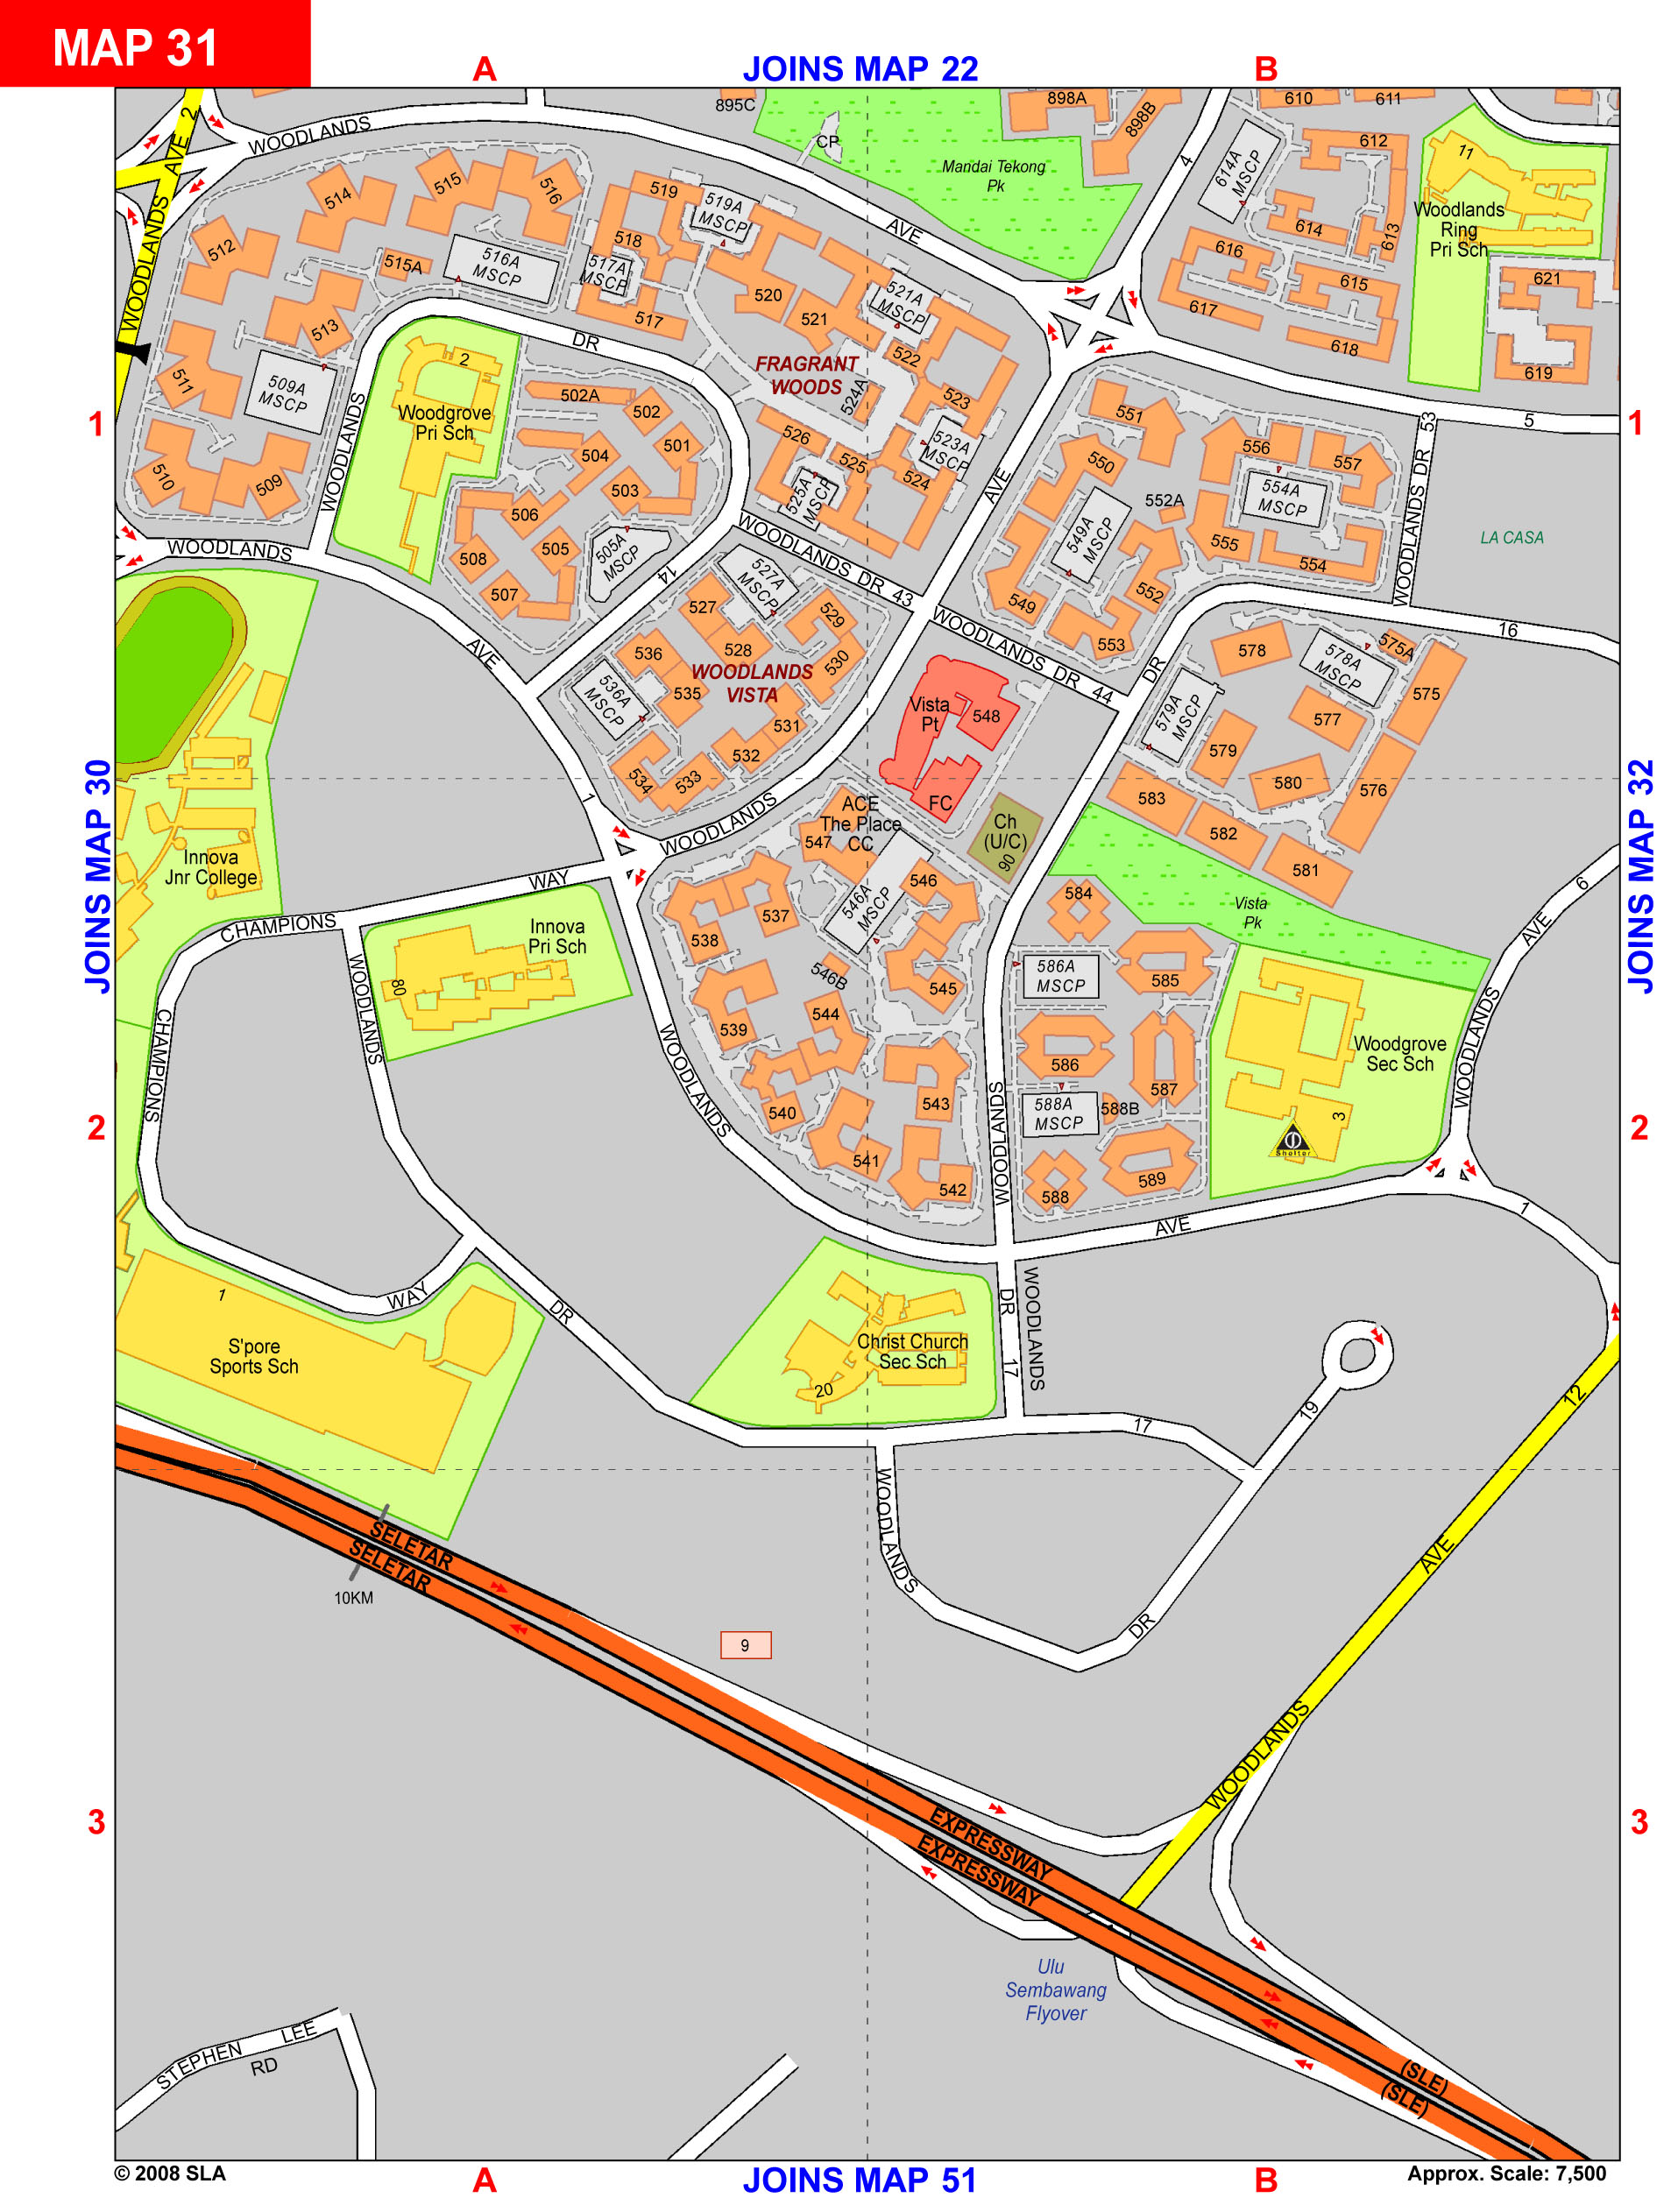 MAP 31
A
JOINS MAP 22
B
895C
898A
898B
610
611
CP
Mandai Tekong
Pk
4
614A
MSCP
612
11
Woodlands
Ring
Pri Sch
WOODLANDS AVE 2
WOODLANDS
AVE
514
515
516
519
519A
MSCP
512
515A
516A
MSCP
518
517A
MSCP
517
520
521
521A
MSCP
614
613
616
615
617
618
621
619
513
511
509A
MSCP
510
509
2
Woodgrove
Pri Sch
WOODLANDS
DR
14
FRAGRANT
WOODS
522
524A
523
523A
MSCP
526
525
525A
MSCP
524
502A
502
501
504
503
506
505
505A
MSCP
508
507
1
1
551
550
549A
MSCP
552A
549
552
553
556
557
554A
MSCP
555
554
5
WOODLANDS DR 53
LA CASA
WOODLANDS
AVE
1
WOODLANDS DR 43
AVE
WOODLANDS DR 44
DR
16
527A
MSCP
527
528
529
530
536
535
536A
MSCP
WOODLANDS
VISTA
531
532
533
534
Vista
Pt
548
FC
578
578A
MSCP
575A
575
579A
MSCP
579
577
580
576
583
582
581
JOINS MAP 30
JOINS MAP 32
Innova
Jnr College
WOODLANDS
ACE
The Place
CC
547
546A
MSCP
546
Ch
(U/C)
90
CHAMPIONS
WAY
Innova
Pri Sch
80
537
538
546B
545
539
544
540
543
541
542
584
Vista
Pk
585
586A
MSCP
586
587
588A
MSCP
588B
588
589
6
AVE
WOODLANDS
Woodgrove
Sec Sch
3
Shelter
CHAMPIONS
WOODLANDS
WOODLANDS
WOODLANDS
2
2
AVE
1
WAY
DR
1
S'pore
Sports Sch
Christ Church
Sec Sch
20
DR
17
WOODLANDS
17
19
12
WOODLANDS
DR
AVE
WOODLANDS
SELETAR
SELETAR
10KM
9
3
3
EXPRESSWAY
EXPRESSWAY
Ulu
Sembawang
Flyover
(SLE)
(SLE)
STEPHEN LEE
RD
© 2008 SLA
A
JOINS MAP 51
B
Approx. Scale: 7,500